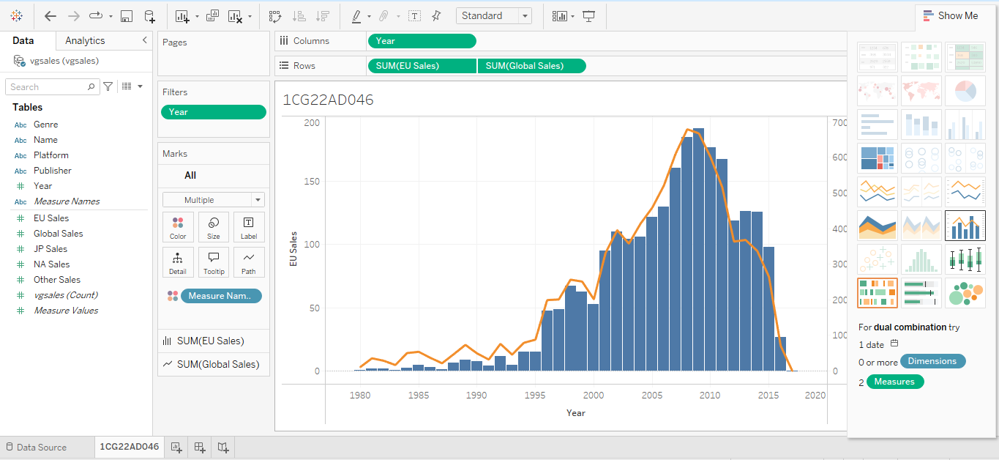 Standard
Show Me
Data
Analytics
vgsales (vgsales)
Search
Tables
Abc Genre
Abc Name
Abc Platform
Abc Publisher
# Year
Abc Measure Names
# EU Sales
# Global Sales
# JP Sales
# NA Sales
# Other Sales
# vgsales (Count)
# Measure Values
Pages
Filters
Year
Marks
All
Multiple
Color
Size
Label
Detail
Tooltip
Path
Measure Nam..
SUM(EU Sales)
SUM(Global Sales)
Columns
Year
Rows
SUM(EU Sales)
SUM(Global Sales)
1CG22AD046
200
150
100
50
0
EU Sales
700
600
500
400
300
200
100
0
1980
1985
1990
1995
2000
2005
2010
2015
2020
Year
For dual combination try
1 date
0 or more Dimensions
2 Measures
Data Source
1CG22AD046